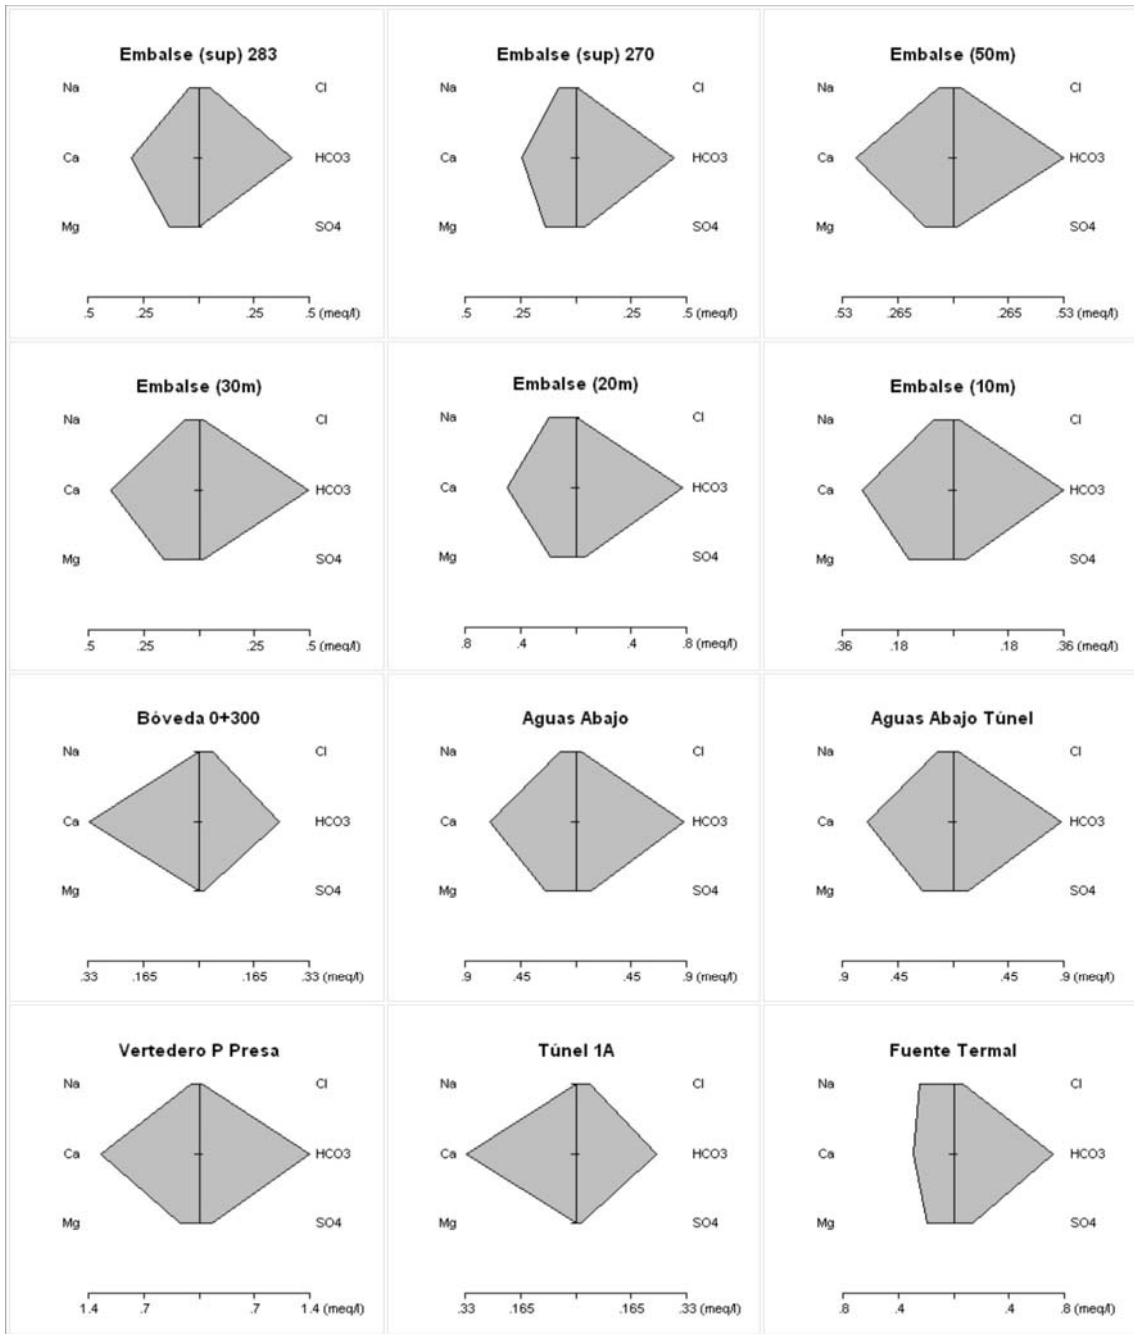 Embalse (sup) 283
Na Cl
Ca HCO3
Mg SO4
.5 .25 .25 .5 (meq/l)
Embalse (sup) 270
Na Cl
Ca HCO3
Mg SO4
.5 .25 .25 .5 (meq/l)
Embalse (50m)
Na Cl
Ca HCO3
Mg SO4
.53 .265 .265 .53 (meq/l)
Embalse (30m)
Na Cl
Ca HCO3
Mg SO4
.5 .25 .25 .5 (meq/l)
Embalse (20m)
Na Cl
Ca HCO3
Mg SO4
.8 .4 .4 .8 (meq/l)
Embalse (10m)
Na Cl
Ca HCO3
Mg SO4
.36 .18 .18 .36 (meq/l)
Bóveda 0+300
Na Cl
Ca HCO3
Mg SO4
.33 .165 .165 .33 (meq/l)
Aguas Abajo
Na Cl
Ca HCO3
Mg SO4
.9 .45 .45 .9 (meq/l)
Aguas Abajo Túnel
Na Cl
Ca HCO3
Mg SO4
.9 .45 .45 .9 (meq/l)
Vertedero P Presa
Na Cl
Ca HCO3
Mg SO4
1.4 .7 .7 1.4 (meq/l)
Túnel 1A
Na Cl
Ca HCO3
Mg SO4
.33 .165 .165 .33 (meq/l)
Fuente Termal
Na Cl
Ca HCO3
Mg SO4
.8 .4 .4 .8 (meq/l)